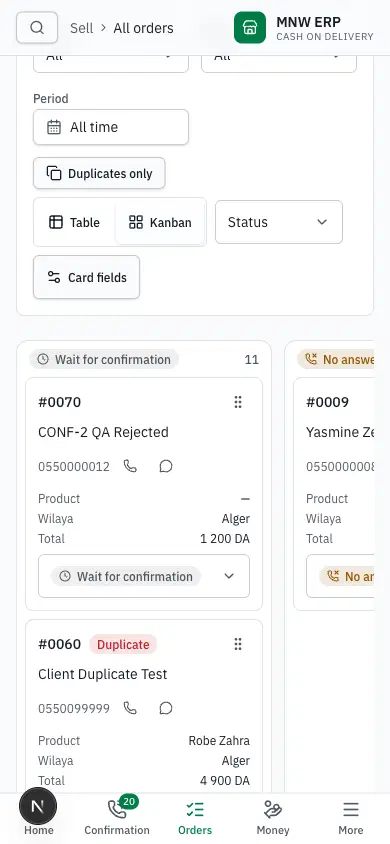 Sell > All orders
MNW ERP
CASH ON DELIVERY
All
All
Period
All time
Duplicates only
Table
Kanban
Status
Card fields
Wait for confirmation
11
#0070
CONF-2 QA Rejected
0550000012
Product
—
Wilaya
Alger
Total
1 200 DA
Wait for confirmation
#0060
Duplicate
Client Duplicate Test
0550099999
Product
Robe Zahra
Wilaya
Alger
Total
4 900 DA
No answe
#0009
Yasmine Ze
0550000008
Product
Wilaya
Total
No an
N
Home
20
Confirmation
Orders
Money
More